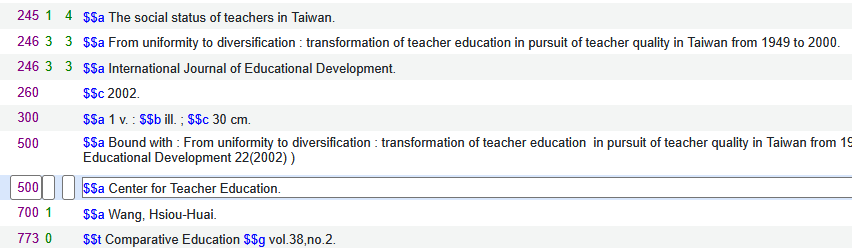 245 1 4 $$a The social status of teachers in Taiwan.
246 3 3 $$a From uniformity to diversification : transformation of teacher education in pursuit of teacher quality in Taiwan from 1949 to 2000.
246 3 3 $$a International Journal of Educational Development.
260 $$c 2002.
300 $$a 1 v. : $$b ill. ; $$c 30 cm.
500 $$a Bound with : From uniformity to diversification : transformation of teacher education in pursuit of teacher quality in Taiwan from 19
Educational Development 22(2002) )
500 $$a Center for Teacher Education.
700 1 $$a Wang, Hsiou-Huai.
773 0 $$t Comparative Education $$g vol.38,no.2.